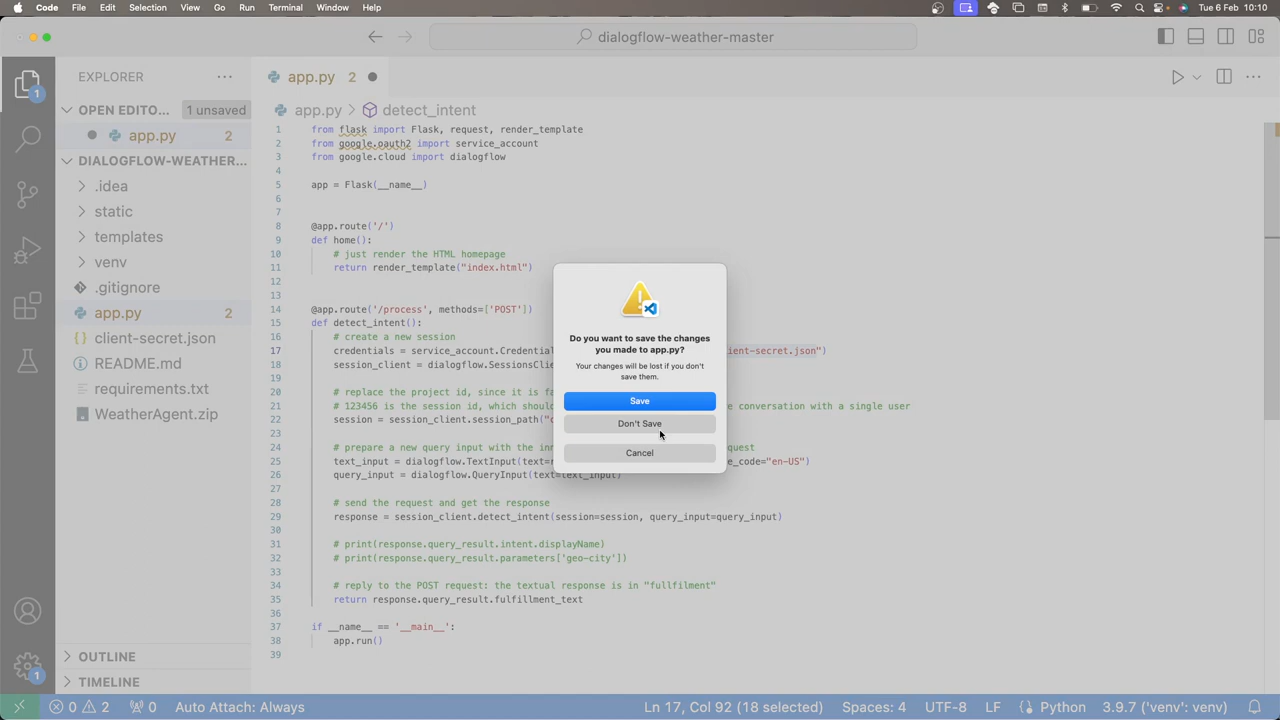 Code File Edit Selection View Go Run Terminal Window Help Tue 6 Feb 10:10
dialogflow-weather-master
EXPLORER
app.py 2
OPEN EDITO... 1 unsaved
app.py > detect_intent
app.py 2
DIALOGFLOW-WEATHER...
.idea
static
templates
venv
.gitignore
app.py 2
client-secret.json
README.md
requirements.txt
WeatherAgent.zip
OUTLINE
TIMELINE
1
1
1 from flask import Flask, request, render_template
2 from google.oauth2 import service_account
3 from google.cloud import dialogflow
4
5 app = Flask(__name__)
6
7
8 @app.route('/')
9 def home():
10 # just render the HTML homepage
11 return render_template("index.html")
12
13
14 @app.route('/process', methods=['POST'])
15 def detect_intent():
16 # create a new session
17 credentials = service_account.Credential ient-secret.json")
18 session_client = dialogflow.SessionsClie
19
20 # replace the project id, since it is fa
21 # 123456 is the session id, which should e conversation with a single user
22 session = session_client.session_path("
23
24 # prepare a new query input with the in quest
25 text_input = dialogflow.TextInput(text= e_code="en-US")
26 query_input = dialogflow.QueryInput(text=text_input)
27
28 # send the request and get the response
29 response = session_client.detect_intent(session=session, query_input=query_input)
30
31 # print(response.query_result.intent.displayName)
32 # print(response.query_result.parameters['geo-city'])
33
34 # reply to the POST request: the textual response is in "fullfilment"
35 return response.query_result.fulfillment_text
36
37 if __name__ == '__main__':
38 app.run()
39
Do you want to save the changes
you made to app.py?
Your changes will be lost if you don't
save them.
Save
Don't Save
Cancel
0 2 0 Auto Attach: Always Ln 17, Col 92 (18 selected) Spaces: 4 UTF-8 LF Python 3.9.7 ('venv': venv)